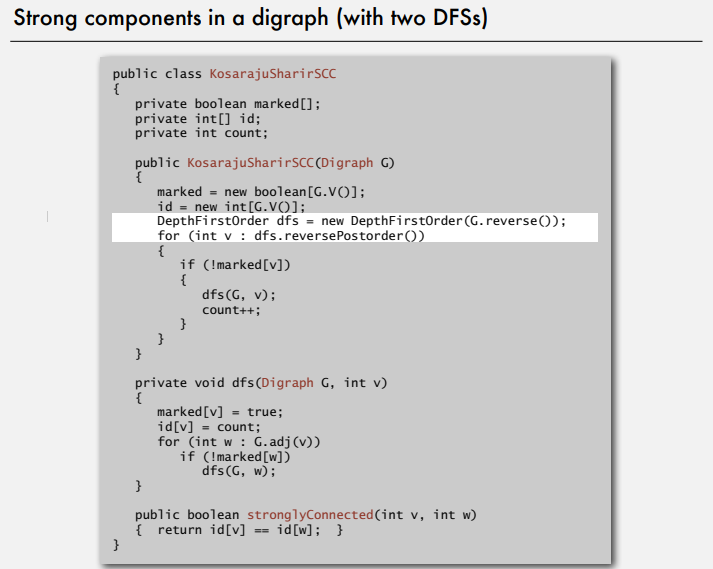 Strong components in a digraph (with two DFSs)
public class KosarajuSharirSCC
{
private boolean marked[];
private int[] id;
private int count;
public KosarajuSharirSCC(Digraph G)
{
marked = new boolean[G.V()];
id = new int[G.V()];
DepthFirstOrder dfs = new DepthFirstOrder(G.reverse());
for (int v : dfs.reversePostorder())
{
if (!marked[v])
{
dfs(G, v);
count++;
}
}
}
private void dfs(Digraph G, int v)
{
marked[v] = true;
id[v] = count;
for (int w : G.adj(v))
if (!marked[w])
dfs(G, w);
}
public boolean stronglyConnected(int v, int w)
{ return id[v] == id[w]; }
}